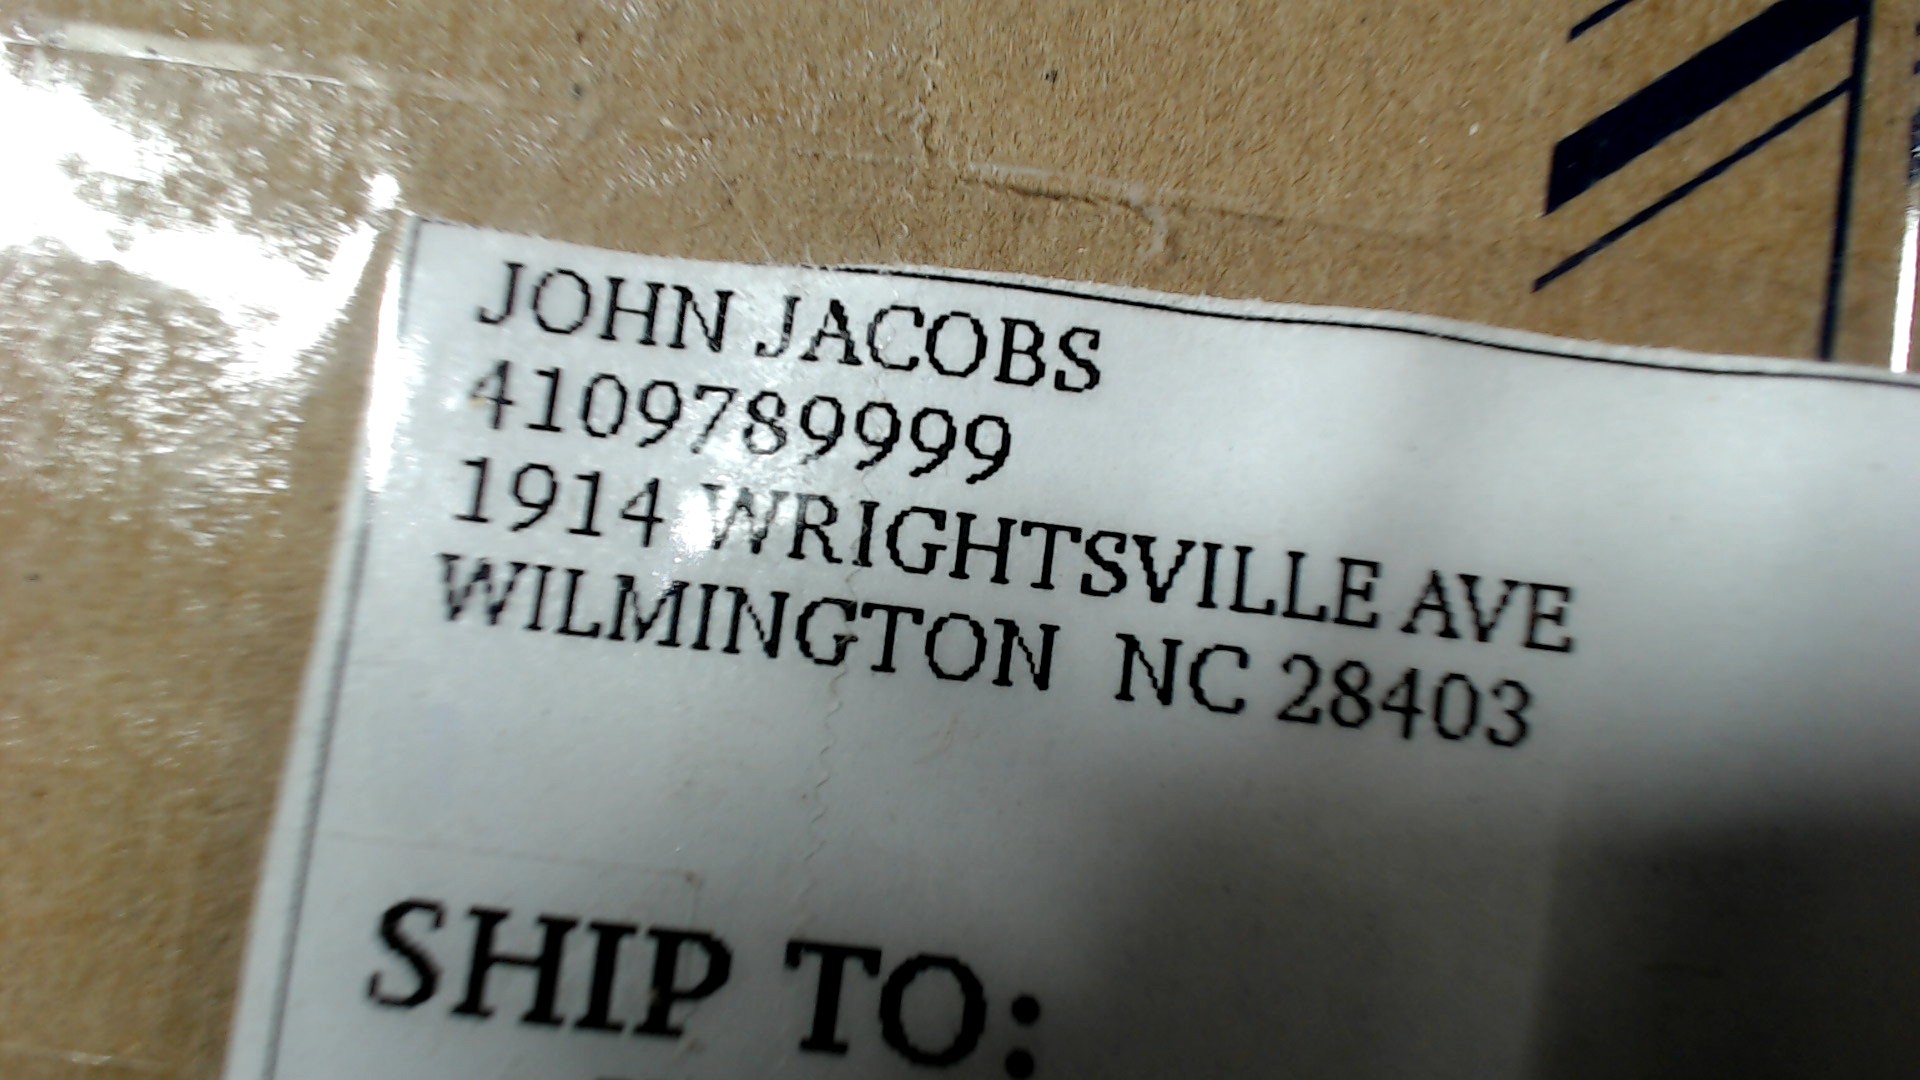 JOHN JACOBS
4109789999
1914 WRIGHTSVILLE AVE
WILMINGTON NC 28403
SHIP TO: